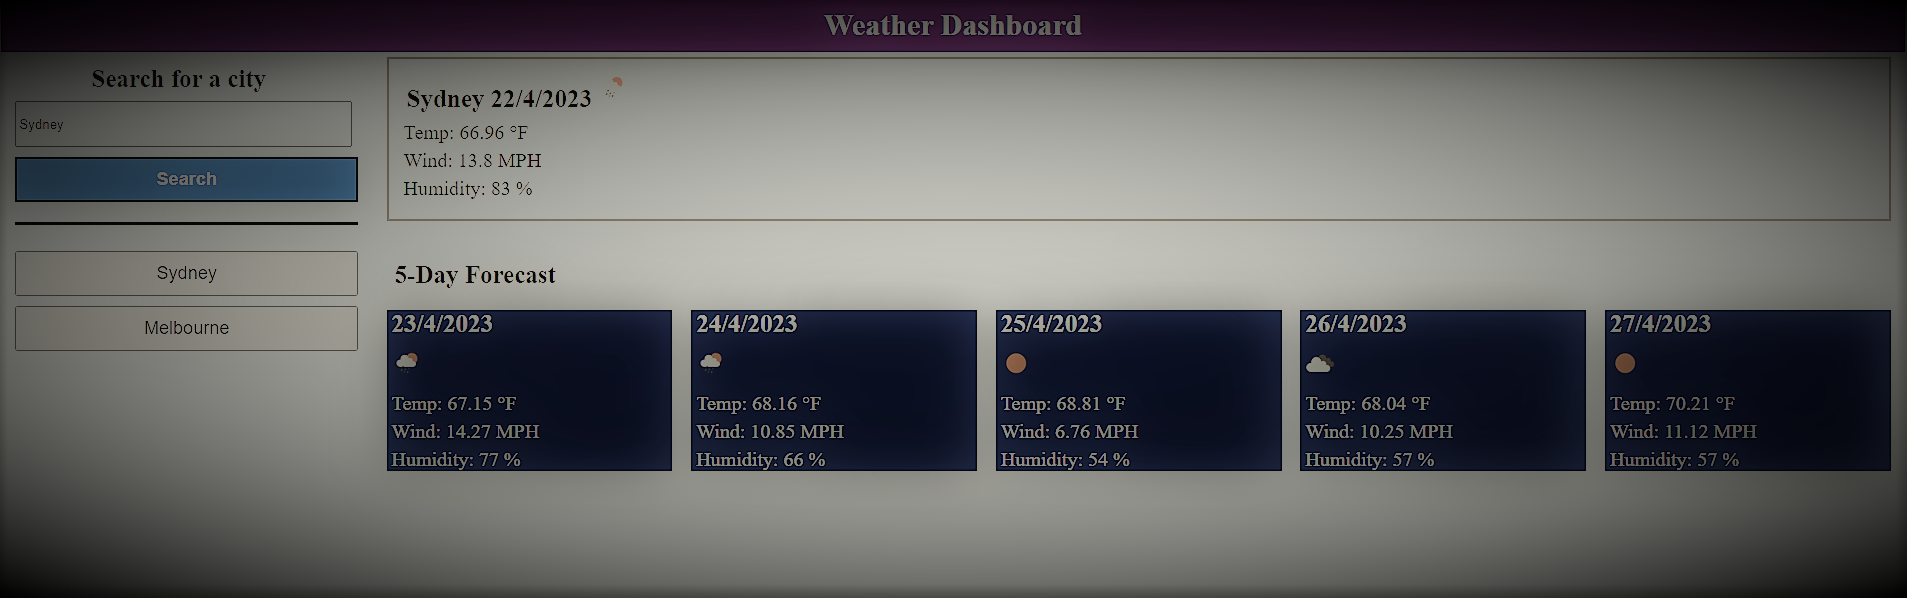 Weather Dashboard
Search for a city
Sydney
Search
Sydney
Melbourne
Sydney 22/4/2023
Temp: 66.96 °F
Wind: 13.8 MPH
Humidity: 83 %
5-Day Forecast
23/4/2023
Temp: 67.15 °F
Wind: 14.27 MPH
Humidity: 77 %
24/4/2023
Temp: 68.16 °F
Wind: 10.85 MPH
Humidity: 66 %
25/4/2023
Temp: 68.81 °F
Wind: 6.76 MPH
Humidity: 54 %
26/4/2023
Temp: 68.04 °F
Wind: 10.25 MPH
Humidity: 57 %
27/4/2023
Temp: 70.21 °F
Wind: 11.12 MPH
Humidity: 57 %